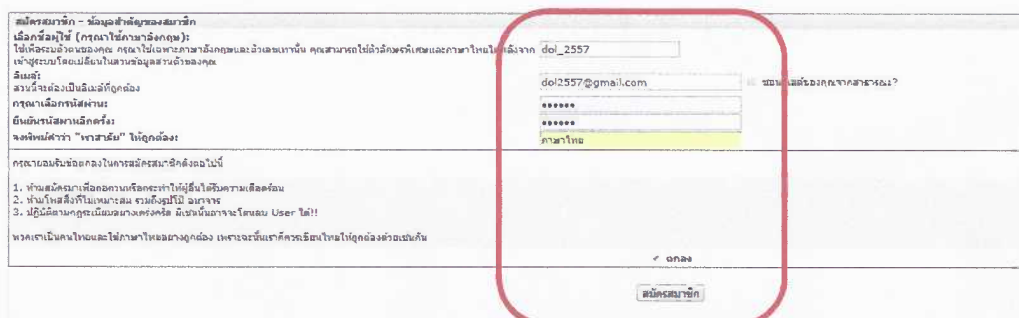 สมัครสมาชิก - ข้อมูลสำคัญของสมาชิก
เลือกชื่อผู้ใช้ (กรุณาใช้ภาษาอังกฤษ):
ใช้เพื่อระบุตัวตนของคุณ กรุณาใช้เฉพาะภาษาอังกฤษและตัวเลขเท่านั้น คุณสามารถใช้ตัวอักษรพิเศษและภาษาไทยได้หลังจาก dol_2557
เข้าสู่ระบบโดยเปลี่ยนในส่วนข้อมูลส่วนตัวของคุณ
อีเมล์: dol2557@gmail.com ซ่อนอีเมล์ของคุณจากสาธารณะ?
ส่วนนี้จะต้องเป็นอีเมล์ที่ถูกต้อง
กรุณาเลือกรหัสผ่าน: ••••••
ยืนยันรหัสผ่านอีกครั้ง: ••••••
จงพิมพ์คำว่า "พาสาธัย" ให้ถูกต้อง: ภาษาไทย
กรุณายอมรับข้อตกลงในการสมัครสมาชิกดังต่อไปนี้
1. ห้ามสมัครมาเพื่อก่อกวนหรือกระทำให้ผู้อื่นได้รับความเดือดร้อน
2. ห้ามโพสสิ่งที่ไม่เหมาะสม รวมถึงรูปโป๊ อนาจาร
3. ปฏิบัติตามกฎระเบียบอย่างเคร่งครัด มิเช่นนั้นอาจจะโดนลบ User ได้!!
พวกเราเป็นคนไทยและใช้ภาษาไทยอย่างถูกต้อง เพราะฉะนั้นเราก็ควรเขียนไทยให้ถูกต้องด้วยเช่นกัน
✓ ตกลง
สมัครสมาชิก